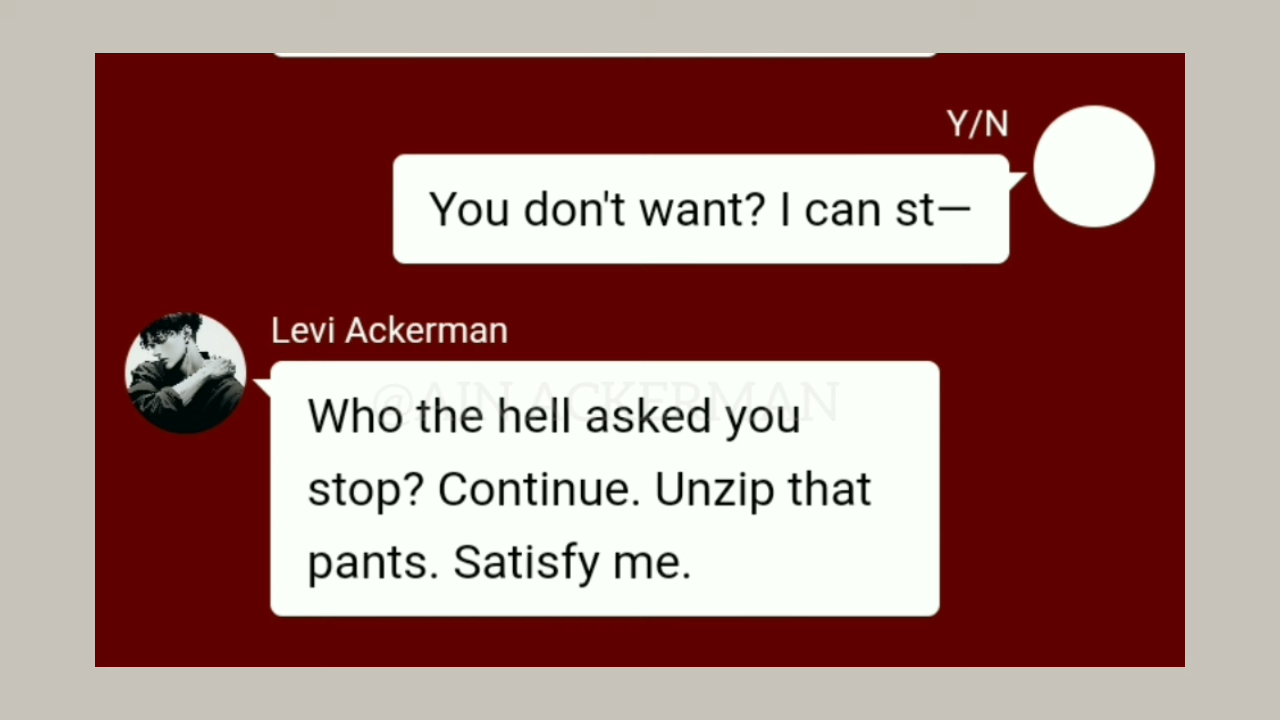 Y/N
You don't want? I can st—
Levi Ackerman
@AIN ACKERMAN
Who the hell asked you
stop? Continue. Unzip that
pants. Satisfy me.